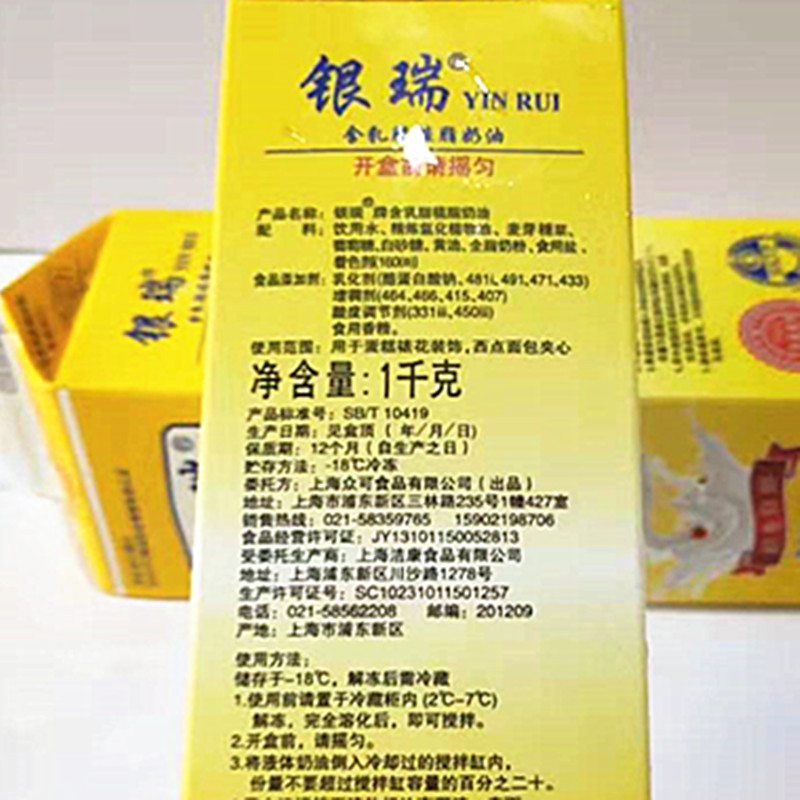 银瑞
YIN RUI
含乳脂植脂奶油
开盒前请摇匀
产品名称：银瑞®牌含乳脂植脂奶油
配 料：饮用水、精炼氢化植物油、麦芽糖浆、
葡萄糖、白砂糖、黄油、全脂奶粉、食用盐、
着色剂(160aii)
食品添加剂：乳化剂(酪蛋白酸钠、481i、491、471、433)
增稠剂(464、466、415、407)
酸度调节剂(331iii、450iii)
食用香精。
使用范围：用于蛋糕裱花装饰，西点面包夹心
净含量：1千克
产品标准号：SB/T 10419
生产日期：见盒顶（ 年/月/日)
保质期：12个月（自生产之日）
贮存方法：-18℃冷冻
委托方：上海众可食品有限公司（出品）
地址：上海市浦东新区三林路235号1幢427室
销售热线：021-58359765 15902198706
食品经营许可证：JY13101150052813
受委托生产商：上海洁康食品有限公司
地址：上海浦东新区川沙路1278号
生产许可证号：SC10231011501257
电话：021-58562208 邮编：201209
产地：上海市浦东新区
使用方法：
储存于-18℃，解冻后需冷藏
1.使用前请置于冷藏柜内(2℃-7℃)
解冻，完全溶化后，即可搅拌。
2.开盒前，请摇匀。
3.将液体奶油倒入冷却过的搅拌缸内，
份量不要超过搅拌缸容量的百分之二十。
银瑞
YIN RUI